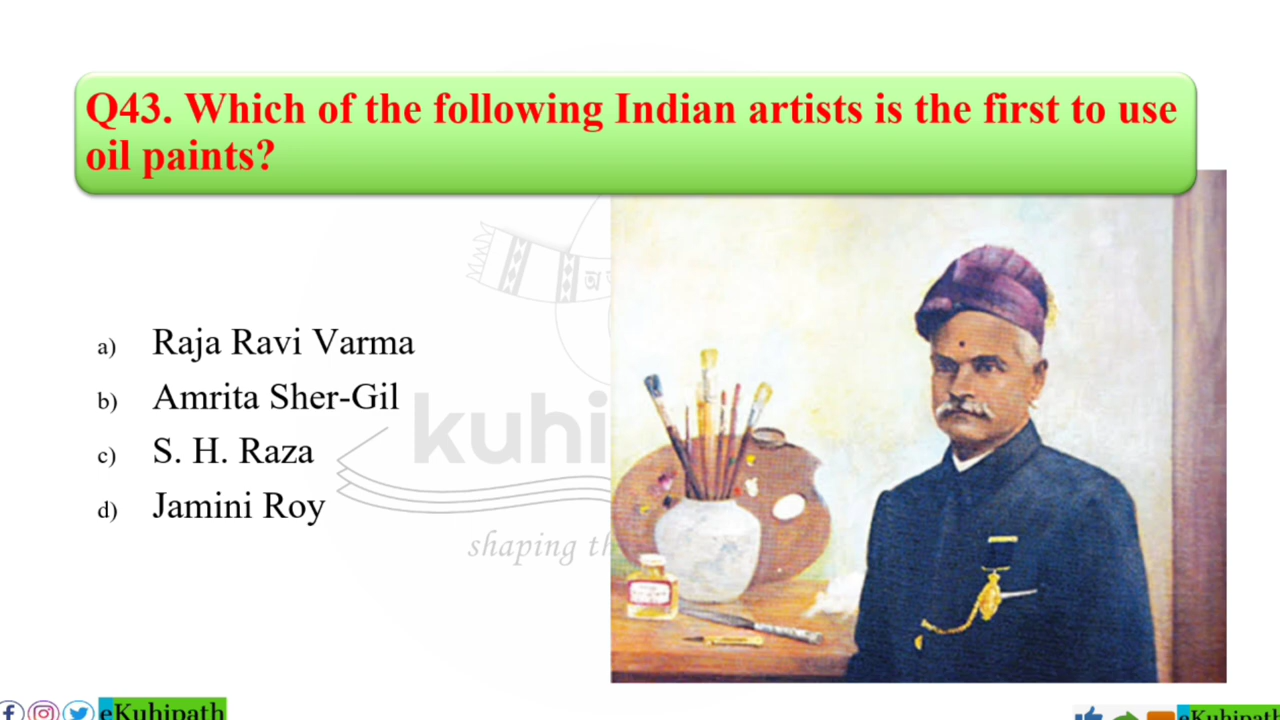 Q43. Which of the following Indian artists is the first to use
oil paints?
a) Raja Ravi Varma
b) Amrita Sher-Gil
c) S. H. Raza
d) Jamini Roy
kuhi
shaping th
eKuhipath
eKuhipath